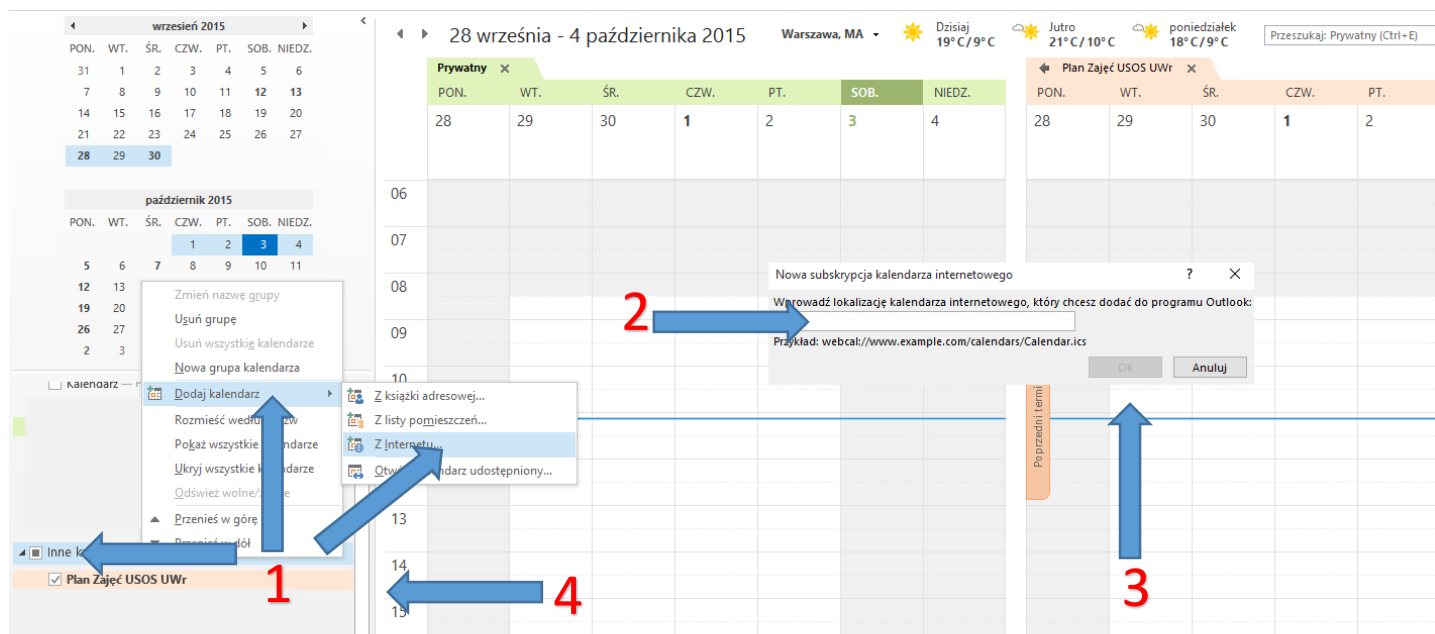 wrzesień 2015
PON. WT. ŚR. CZW. PT. SOB. NIEDZ.
31 1 2 3 4 5 6
7 8 9 10 11 12 13
14 15 16 17 18 19 20
21 22 23 24 25 26 27
28 29 30
październik 2015
PON. WT. ŚR. CZW. PT. SOB. NIEDZ.
1 2 3 4
5 6 7 8 9 10 11
12 13
19 20
26 27
2 3
Kalendarz —
Zmień nazwę grupy
Usuń grupę
Usuń wszystkie kalendarze
Nowa grupa kalendarza
Dodaj kalendarz
Rozmieść
Pokaż wszystkie
Ukryj wszystkie
Odśwież
Przenieś w górę
Przenieś w dół
Z książki adresowej...
Z listy pomieszczeń...
Z Internetu...
udostępniony...
Inne
Plan Zajęć USOS UWr
1
4
28 września - 4 października 2015
Warszawa, MA
Dzisiaj
19°C/9°C
Jutro
21°C/10°C
poniedziałek
18°C/9°C
Przeszukaj: Prywatny (Ctrl+E)
Prywatny
PON. WT. ŚR. CZW. PT. SOB. NIEDZ.
28 29 30 1 2 3 4
Plan Zajęć USOS UWr
PON. WT. ŚR. CZW. PT.
28 29 30 1 2
06
07
08
09
10
13
14
15
Nowa subskrypcja kalendarza internetowego ?
Wprowadź lokalizację kalendarza internetowego, który chcesz dodać do programu Outlook:
Przykład: webcal://www.example.com/calendars/Calendar.ics
OK Anuluj
2
Poprzedni
3